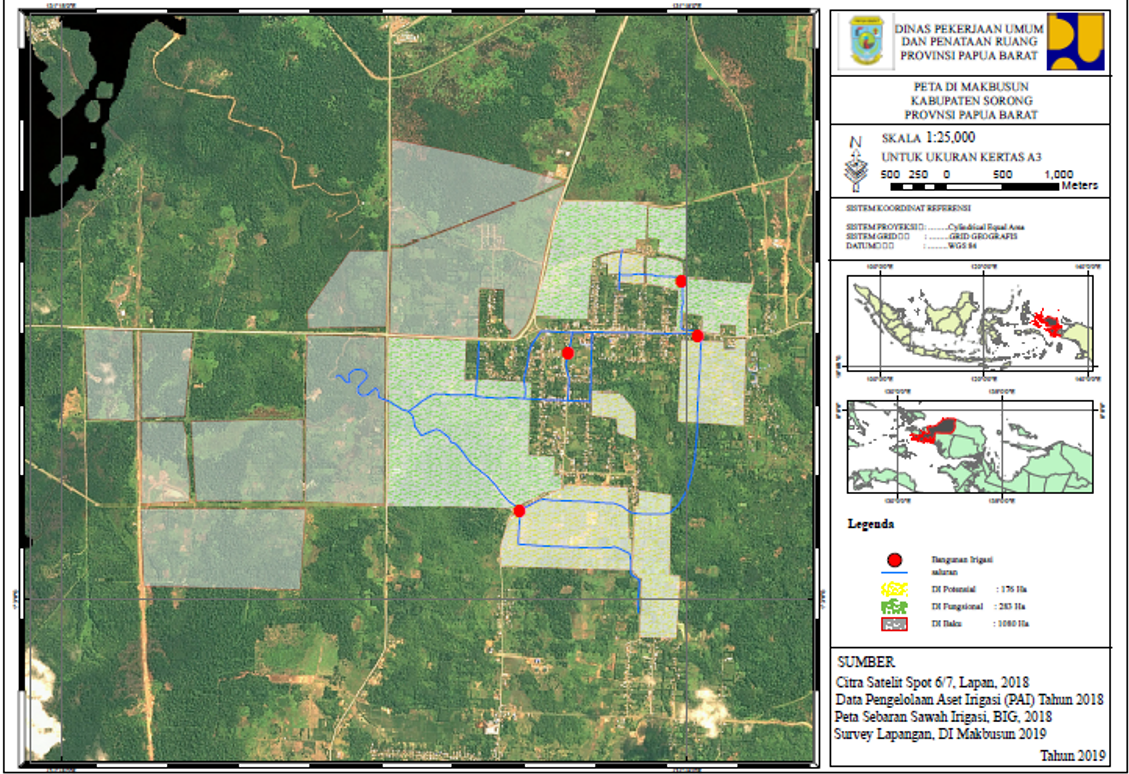 DINAS PEKERJAAN UMUM
DAN PENATAAN RUANG
PROVINSI PAPUA BARAT
PETA DI MAKBUSUN
KABUPATEN SORONG
PROVNSI PAPUA BARAT
N
SKALA 1:25,000
UNTUK UKURAN KERTAS A3
500 250 0 500 1,000
Meters
SISTEM KOORDINAT REFERENSI
SISTEM PROYEKSI□: ..........Cylindrical Equal Area
SISTEM GRID□□ : ..........GRID GEOGRAFIS
DATUM□□□ : ..........WGS 84
Legenda
Bangunan Irigasi
saluran
DI Potensial : 176 Ha
DI Fungsional : 283 Ha
DI Baku : 1080 Ha
SUMBER
Citra Satelit Spot 6/7, Lapan, 2018
Data Pengelolaan Aset Irigasi (PAI) Tahun 2018
Peta Sebaran Sawah Irigasi, BIG, 2018
Survey Lapangan, DI Makbusun 2019
Tahun 2019